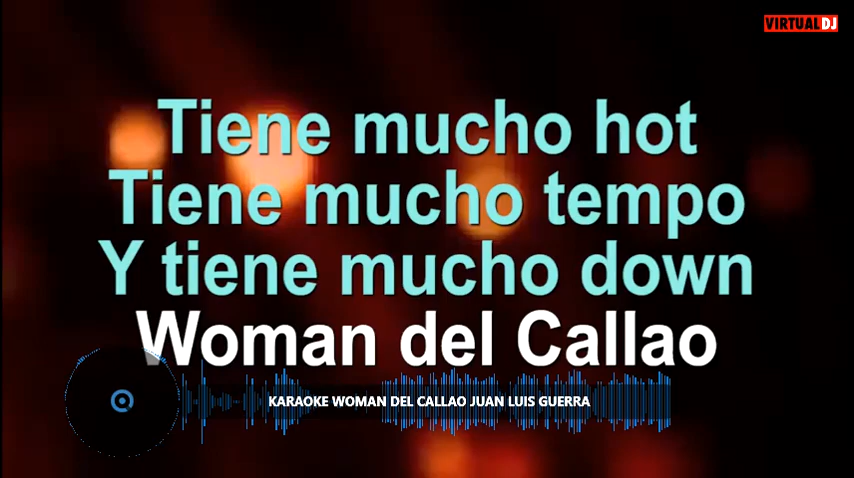 VIRTUALDJ
Tiene mucho hot
Tiene mucho tempo
Y tiene mucho down
Woman del Callao
KARAOKE WOMAN DEL CALLAO JUAN LUIS GUERRA